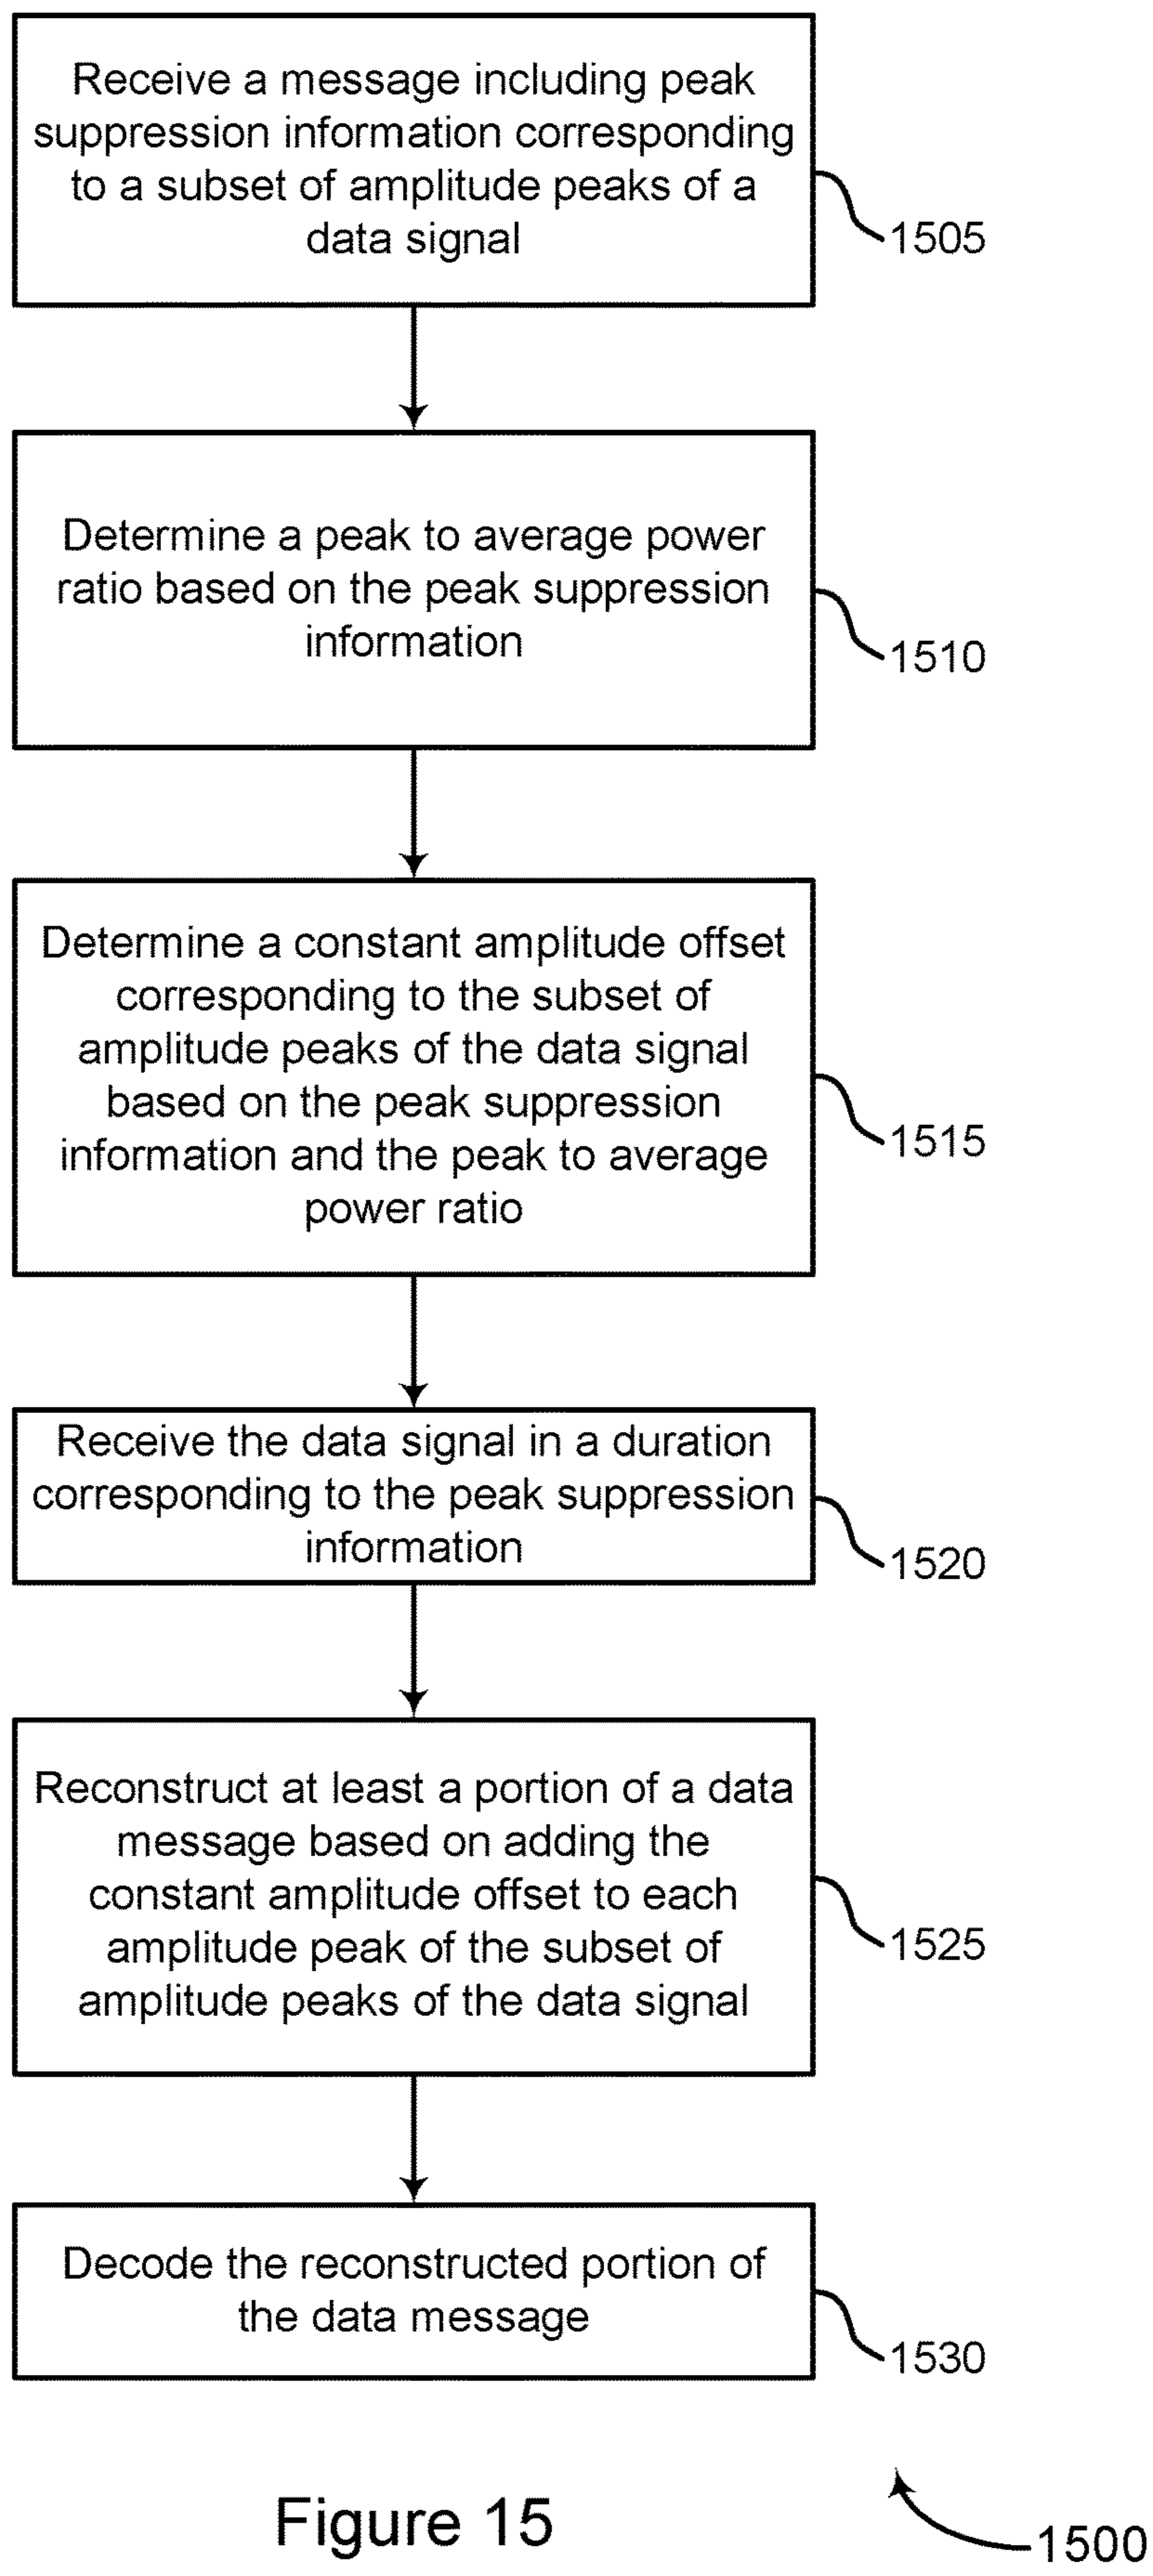 Receive a message including peak
suppression information corresponding
to a subset of amplitude peaks of a
data signal
1505
Determine a peak to average power
ratio based on the peak suppression
information
1510
Determine a constant amplitude offset
corresponding to the subset of
amplitude peaks of the data signal
based on the peak suppression
information and the peak to average
power ratio
1515
Receive the data signal in a duration
corresponding to the peak suppression
information
1520
Reconstruct at least a portion of a data
message based on adding the
constant amplitude offset to each
amplitude peak of the subset of
amplitude peaks of the data signal
1525
Decode the reconstructed portion of
the data message
1530
Figure 15
1500